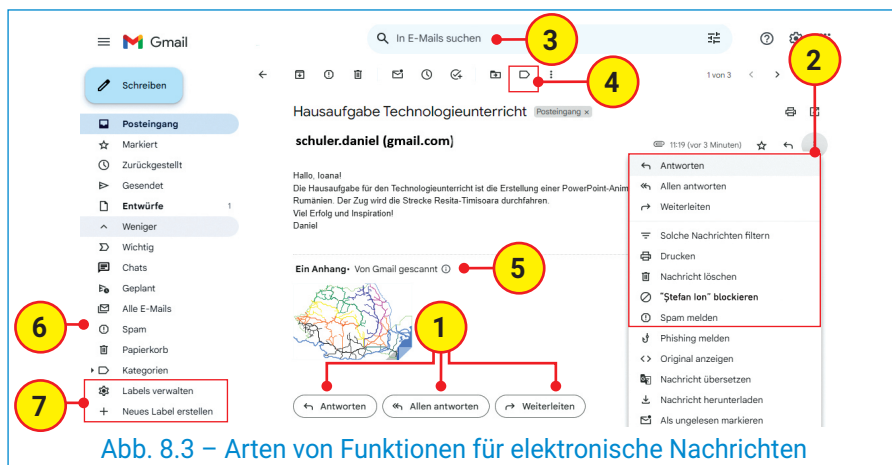 Gmail
In E-Mails suchen
3
2
4
Schreiben
1 von 3
Hausaufgabe Technologieunterricht Posteingang ×
Posteingang
schuler.daniel (gmail.com)
11:19 (vor 3 Minuten)
Markiert
Zurückgestellt
Gesendet
Entwürfe 1
Weniger
Wichtig
Chats
Geplant
Alle E-Mails
Spam
Papierkorb
Kategorien
Labels verwalten
Neues Label erstellen
6
7
Hallo, Ioana!
Die Hausaufgabe für den Technologieunterricht ist die Erstellung einer PowerPoint-Anim
Rumänien. Der Zug wird die Strecke Resita-Timisoara durchfahren.
Viel Erfolg und Inspiration!
Daniel
Ein Anhang • Von Gmail gescannt
5
1
Antworten
Allen antworten
Weiterleiten
Antworten
Allen antworten
Weiterleiten
Solche Nachrichten filtern
Drucken
Nachricht löschen
"Ștefan Ion" blockieren
Spam melden
Phishing melden
Original anzeigen
Nachricht übersetzen
Nachricht herunterladen
Als ungelesen markieren
Abb. 8.3 – Arten von Funktionen für elektronische Nachrichten